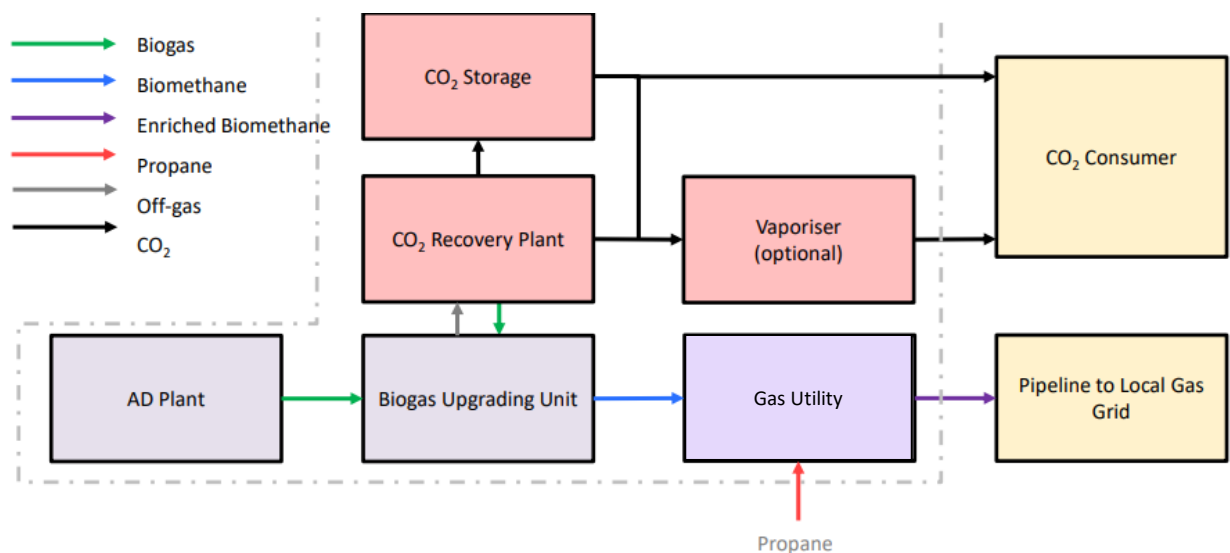 Biogas
Biomethane
Enriched Biomethane
Propane
Off-gas
CO₂
CO₂ Storage
CO₂ Consumer
CO₂ Recovery Plant
Vaporiser
(optional)
AD Plant
Biogas Upgrading Unit
Gas Utility
Pipeline to Local Gas
Grid
Propane